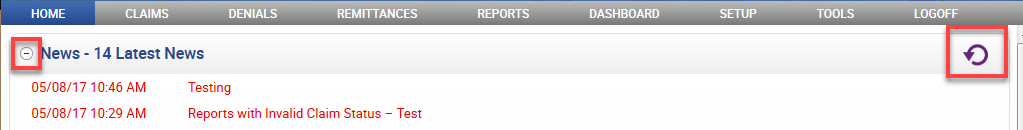 HOME CLAIMS DENIALS REMITTANCES REPORTS DASHBOARD SETUP TOOLS LOGOFF
News - 14 Latest News
05/08/17 10:46 AM Testing
05/08/17 10:29 AM Reports with Invalid Claim Status – Test